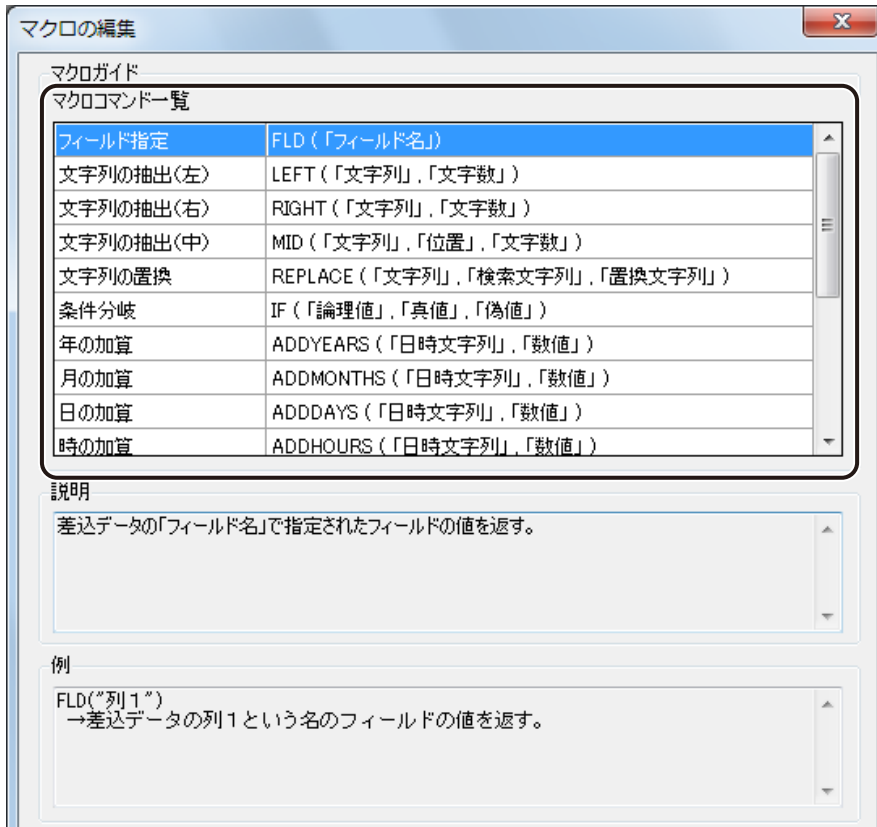 マクロの編集
マクロガイド
マクロコマンド一覧
フィールド指定 FLD (「フィールド名」)
文字列の抽出(左) LEFT (「文字列」,「文字数」)
文字列の抽出(右) RIGHT (「文字列」,「文字数」)
文字列の抽出(中) MID (「文字列」,「位置」,「文字数」)
文字列の置換 REPLACE (「文字列」,「検索文字列」,「置換文字列」)
条件分岐 IF (「論理値」,「真値」,「偽値」)
年の加算 ADDYEARS (「日時文字列」,「数値」)
月の加算 ADDMONTHS (「日時文字列」,「数値」)
日の加算 ADDDAYS (「日時文字列」,「数値」)
時の加算 ADDHOURS (「日時文字列」,「数値」)
説明
差込データの「フィールド名」で指定されたフィールドの値を返す。
例
FLD("列1")
→差込データの列1という名のフィールドの値を返す。